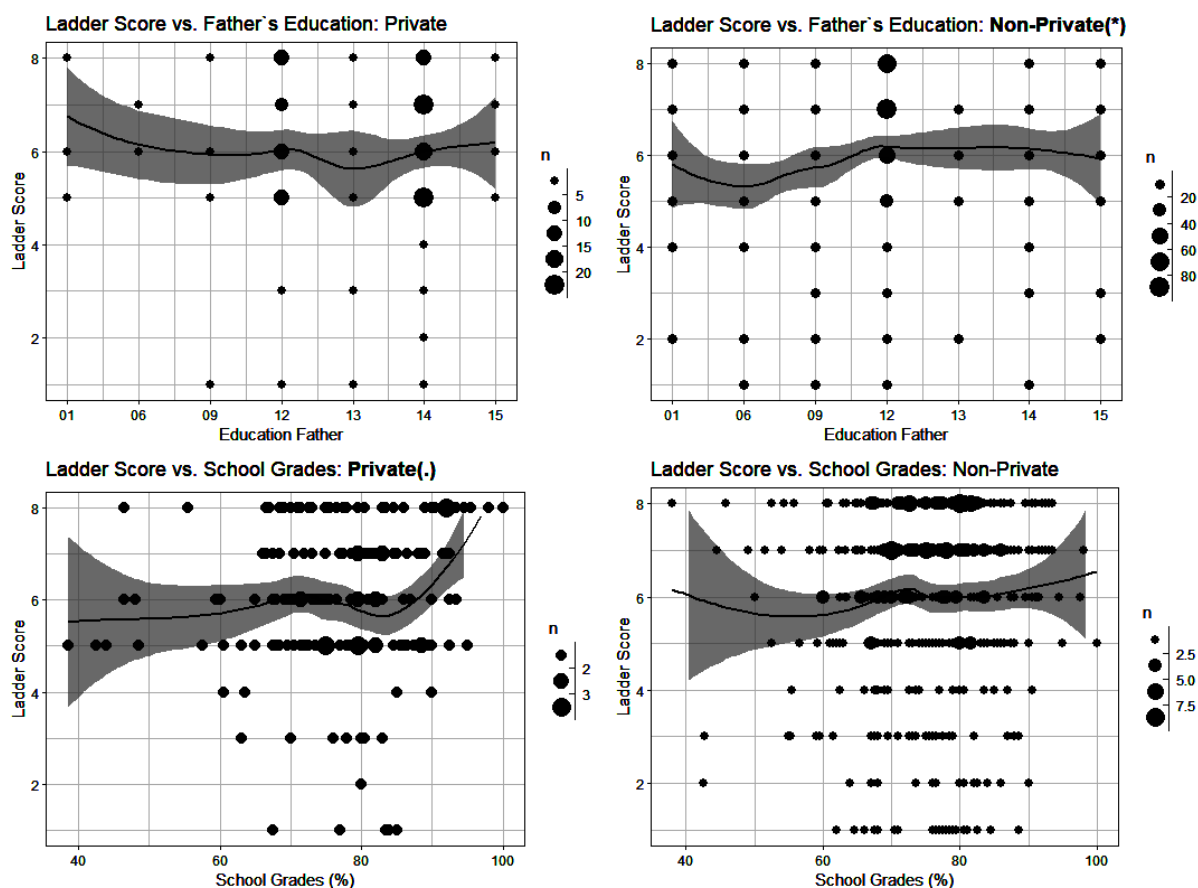 Ladder Score vs. Father`s Education: Private
Ladder Score
8
6
4
2
01 06 09 12 13 14 15
Education Father
n
5
10
15
20
Ladder Score vs. Father`s Education: Non-Private(*)
Ladder Score
8
6
4
2
01 06 09 12 13 14 15
Education Father
n
20
40
60
80
Ladder Score vs. School Grades: Private(.)
Ladder Score
8
6
4
2
40 60 80 100
School Grades (%)
n
2
3
Ladder Score vs. School Grades: Non-Private
Ladder Score
8
6
4
2
40 60 80 100
School Grades (%)
n
2.5
5.0
7.5